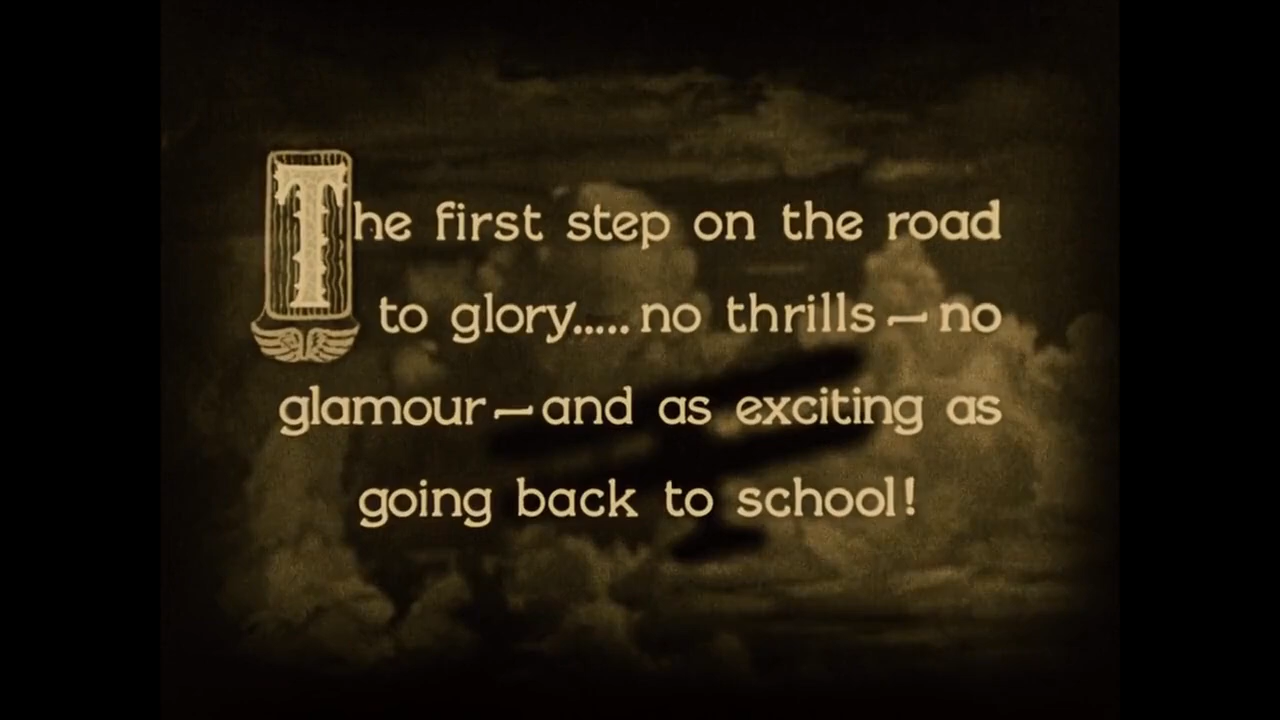 The first step on the road
to glory.....no thrills—no
glamour—and as exciting as
going back to school!